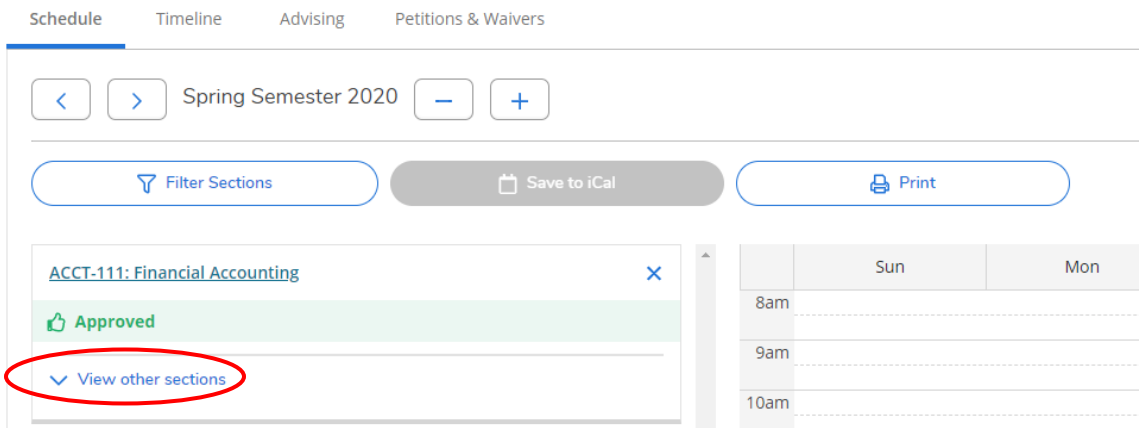 Schedule Timeline Advising Petitions & Waivers
Spring Semester 2020
Filter Sections Save to iCal Print
ACCT-111: Financial Accounting
Approved
View other sections
Sun Mon
8am
9am
10am